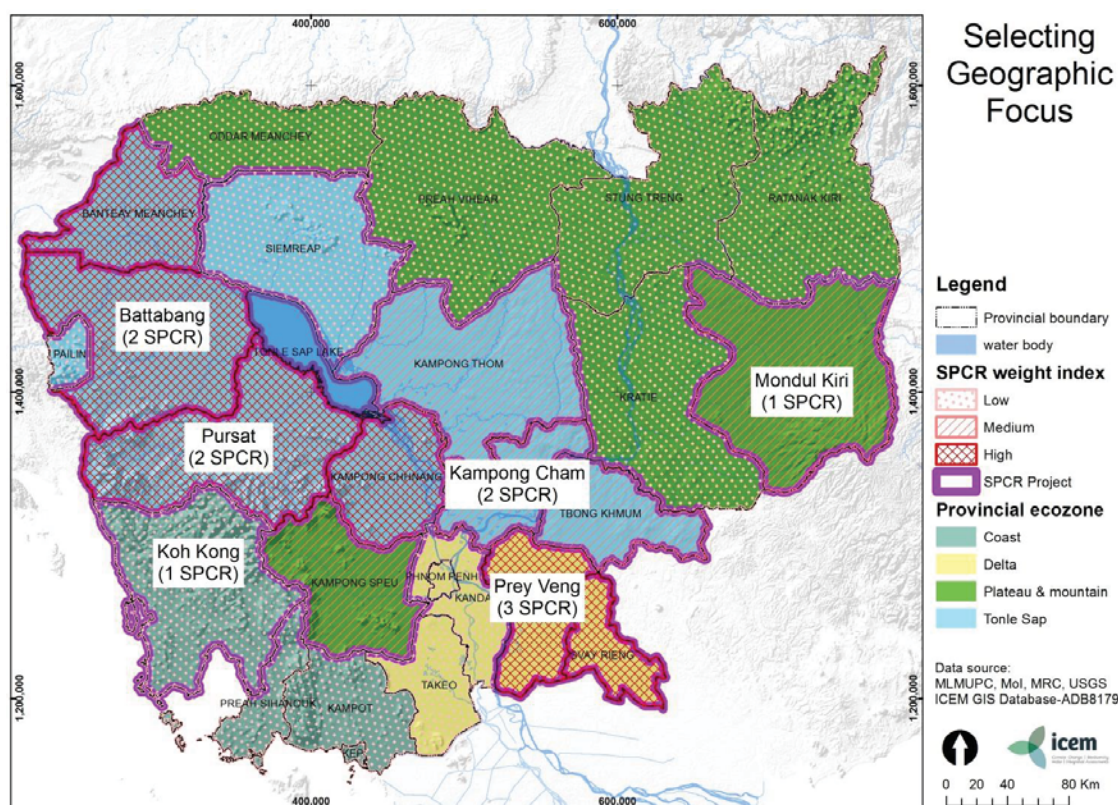 Selecting
Geographic
Focus
400,000
600,000
1,600,000
1,600,000
ODDAR MEANCHEY
PREAH VIHEAR
STUNG TRENG
RATANAK KIRI
BANTEAY MEANCHEY
SIEMREAP
Battabang
(2 SPCR)
PAILIN
TONLE SAP LAKE
KAMPONG THOM
KRATIE
Mondul Kiri
(1 SPCR)
1,400,000
1,400,000
Pursat
(2 SPCR)
KAMPONG CHHNANG
Kampong Cham
(2 SPCR)
TBONG KHMUM
Koh Kong
(1 SPCR)
KAMPONG SPEU
PHNOM PENH
KANDA
Prey Veng
(3 SPCR)
SVAY RIENG
TAKEO
PREAH SIHANOUK
KAMPOT
KEP
1,200,000
1,200,000
400,000
600,000
Legend
Provincial boundary
water body
SPCR weight index
Low
Medium
High
SPCR Project
Provincial ecozone
Coast
Delta
Plateau & mountain
Tonle Sap
Data source:
MLMUPC, MoI, MRC, USGS
ICEM GIS Database-ADB8179
icem
0 20 40 80 Km